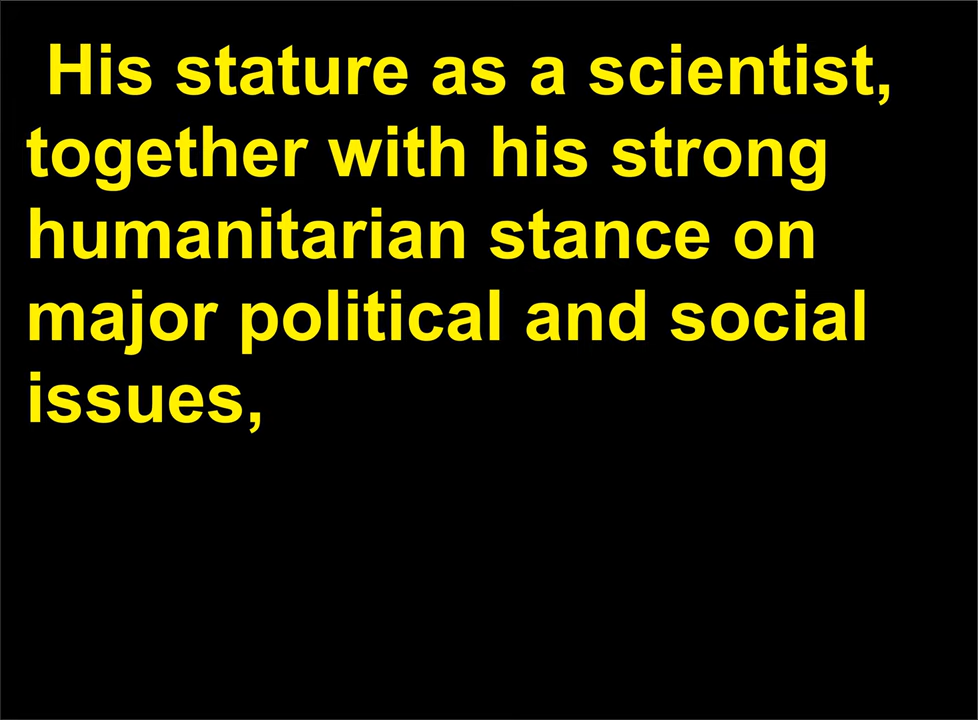 His stature as a scientist,
together with his strong
humanitarian stance on
major political and social
issues,